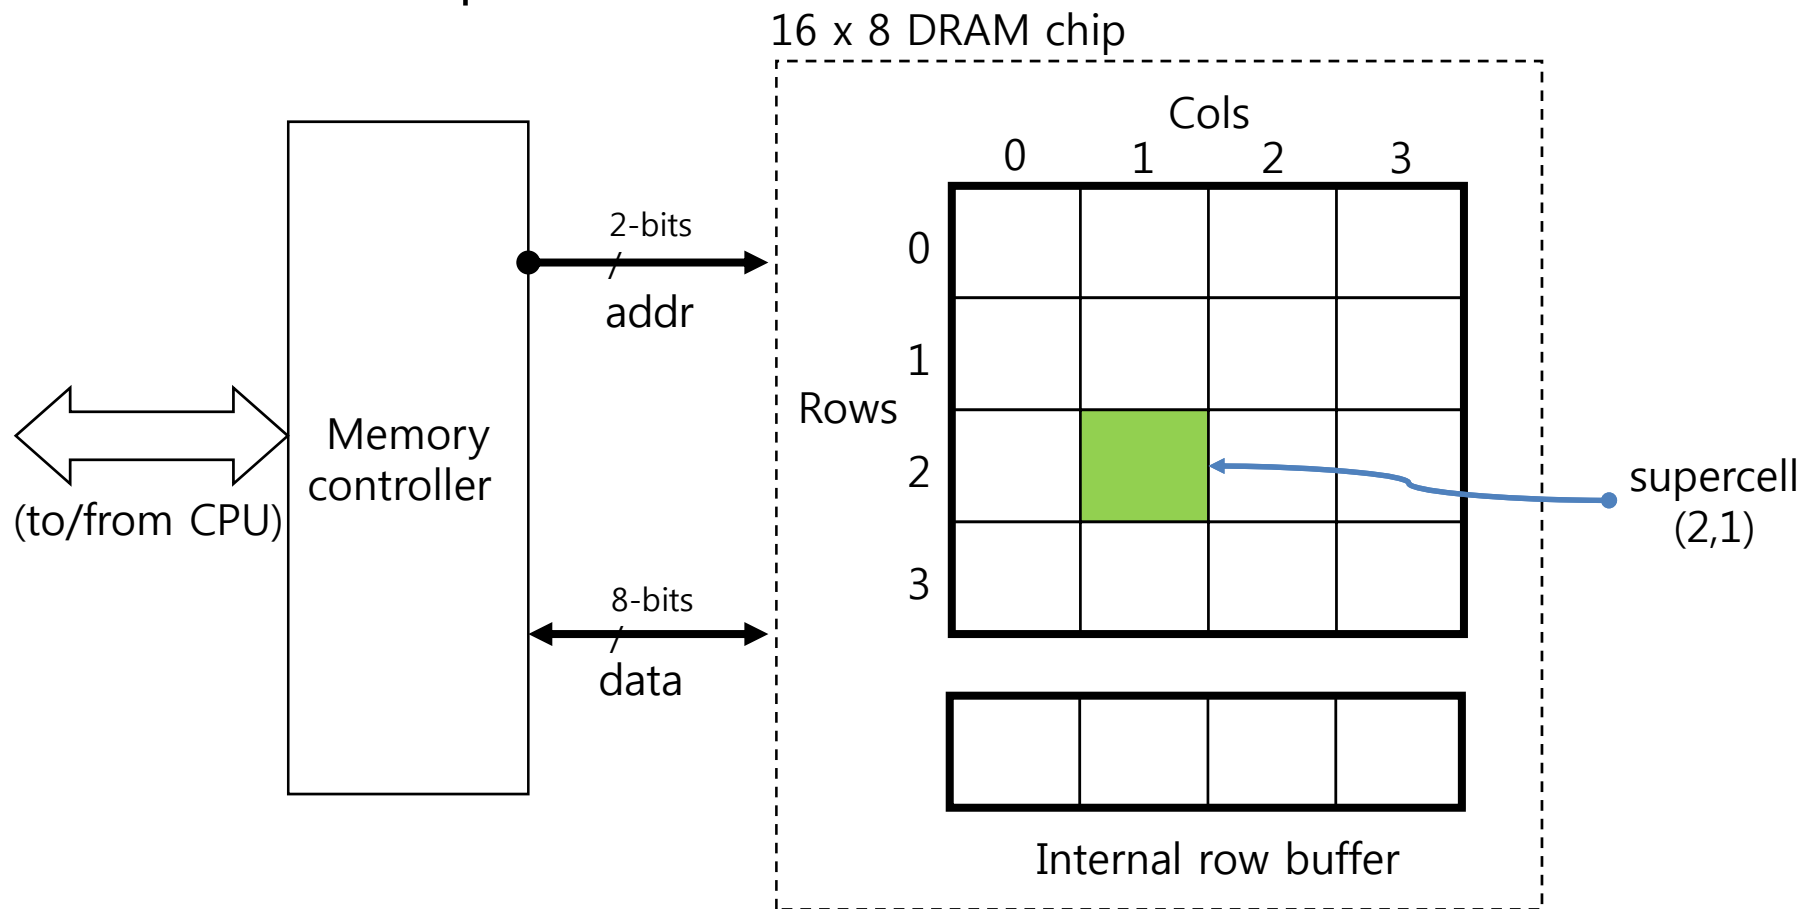 16 x 8 DRAM chip
Cols
0 1 2 3
2-bits
addr
0
1
Rows
2
3
Memory
controller
(to/from CPU)
supercell
(2,1)
8-bits
data
Internal row buffer